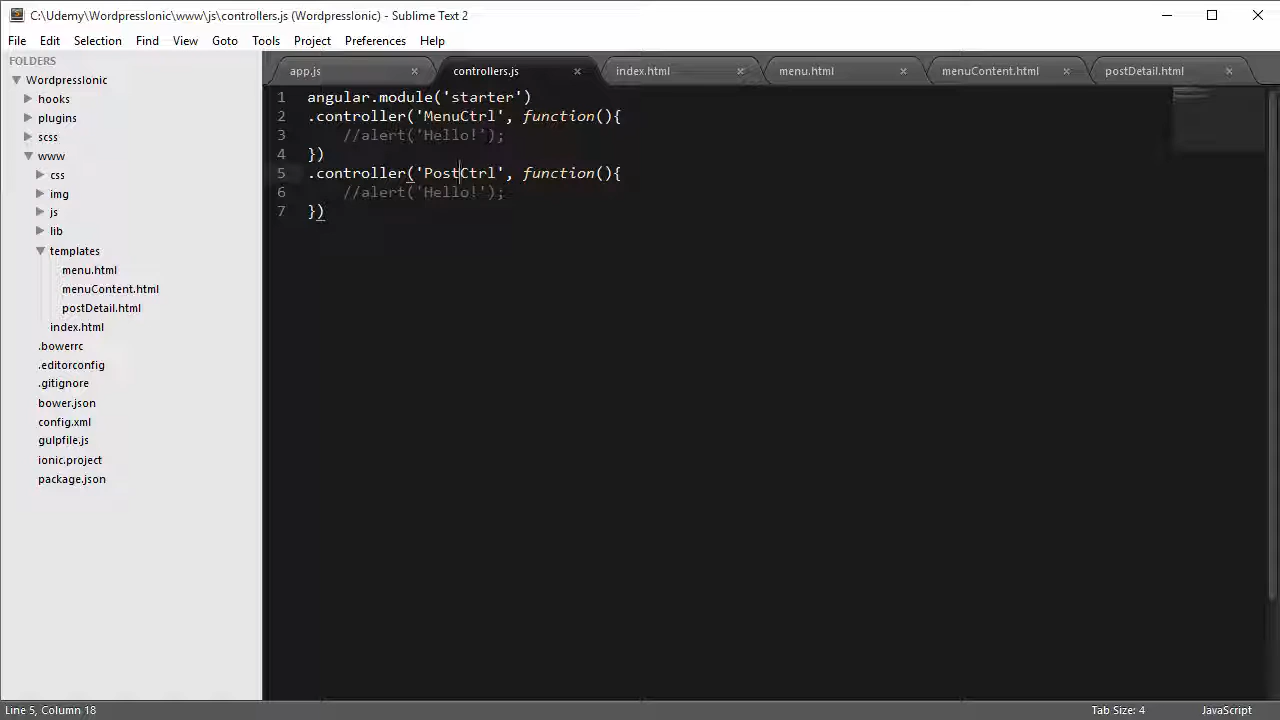 C:\Udemy\WordpressIonic\www\js\controllers.js (WordpressIonic) - Sublime Text 2
File Edit Selection Find View Goto Tools Project Preferences Help
FOLDERS
WordpressIonic
hooks
plugins
scss
www
css
img
js
lib
templates
menu.html
menuContent.html
postDetail.html
index.html
.bowerrc
.editorconfig
.gitignore
bower.json
config.xml
gulpfile.js
ionic.project
package.json
app.js controllers.js index.html menu.html menuContent.html postDetail.html
1 angular.module('starter')
2 .controller('MenuCtrl', function(){
3 //alert('Hello!');
4 })
5 .controller('PostCtrl', function(){
6 //alert('Hello!');
7 })
Line 5, Column 18 Tab Size: 4 JavaScript